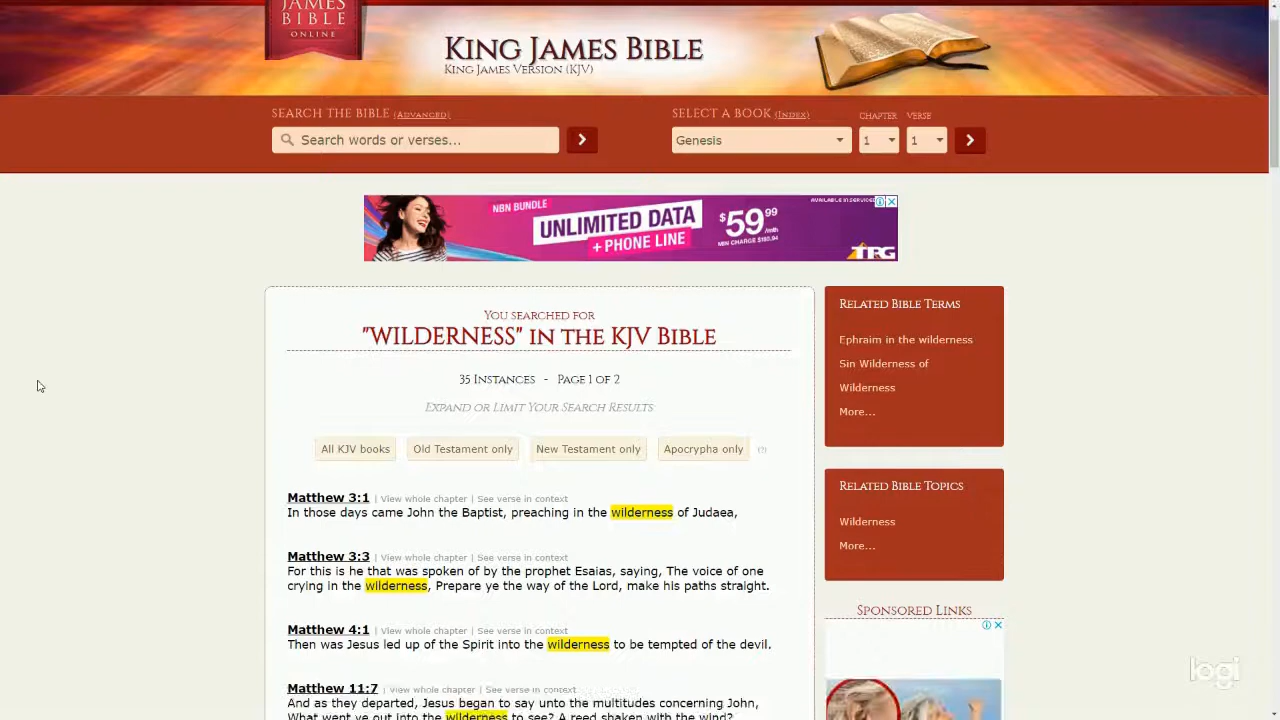 JAMES
BIBLE
ONLINE
KING JAMES BIBLE
KING JAMES VERSION (KJV)
SEARCH THE BIBLE (ADVANCED)
Search words or verses...
SELECT A BOOK (INDEX)
CHAPTER
VERSE
Genesis
1
1
NBN BUNDLE
UNLIMITED DATA
+ PHONE LINE
$59.99
/mth
MIN CHARGE $180.94
TPG
YOU SEARCHED FOR
"WILDERNESS" IN THE KJV BIBLE
35 INSTANCES - PAGE 1 OF 2
EXPAND OR LIMIT YOUR SEARCH RESULTS:
All KJV books
Old Testament only
New Testament only
Apocrypha only
(?)
Matthew 3:1 | View whole chapter | See verse in context
In those days came John the Baptist, preaching in the wilderness of Judaea,
Matthew 3:3 | View whole chapter | See verse in context
For this is he that was spoken of by the prophet Esaias, saying, The voice of one
crying in the wilderness, Prepare ye the way of the Lord, make his paths straight.
Matthew 4:1 | View whole chapter | See verse in context
Then was Jesus led up of the Spirit into the wilderness to be tempted of the devil.
Matthew 11:7 | View whole chapter | See verse in context
And as they departed, Jesus began to say unto the multitudes concerning John,
What went ye out into the wilderness to see? A reed shaken with the wind?
RELATED BIBLE TERMS
Ephraim in the wilderness
Sin Wilderness of
Wilderness
More...
RELATED BIBLE TOPICS
Wilderness
More...
SPONSORED LINKS
logi